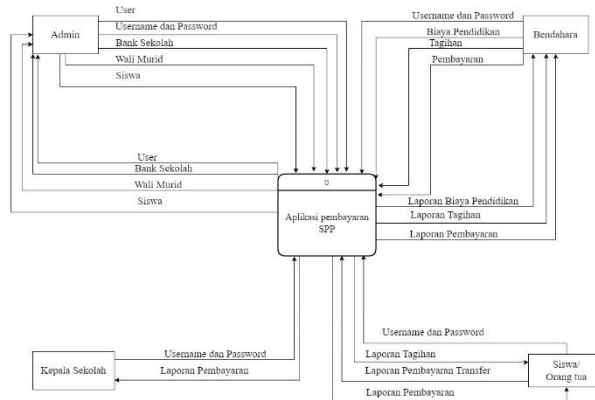 User
Username dan Password
Admin
Bank Sekolah
Wali Murid
Siswa
Username dan Password
Biaya Pendidikan
Bendahara
Tagihan
Pembayaran
User
Bank Sekolah
Wali Murid
Siswa
0
Aplikasi pembayaran
SPP
Laporan Biaya Pendidikan
Laporan Tagihan
Laporan Pembayaran
Kepala Sekolah
Username dan Password
Laporan Pembayaran
Username dan Password
Laporan Tagihan
Laporan Pembayaran Transfer
Laporan Pembayaran
Siswa/
Orang tua